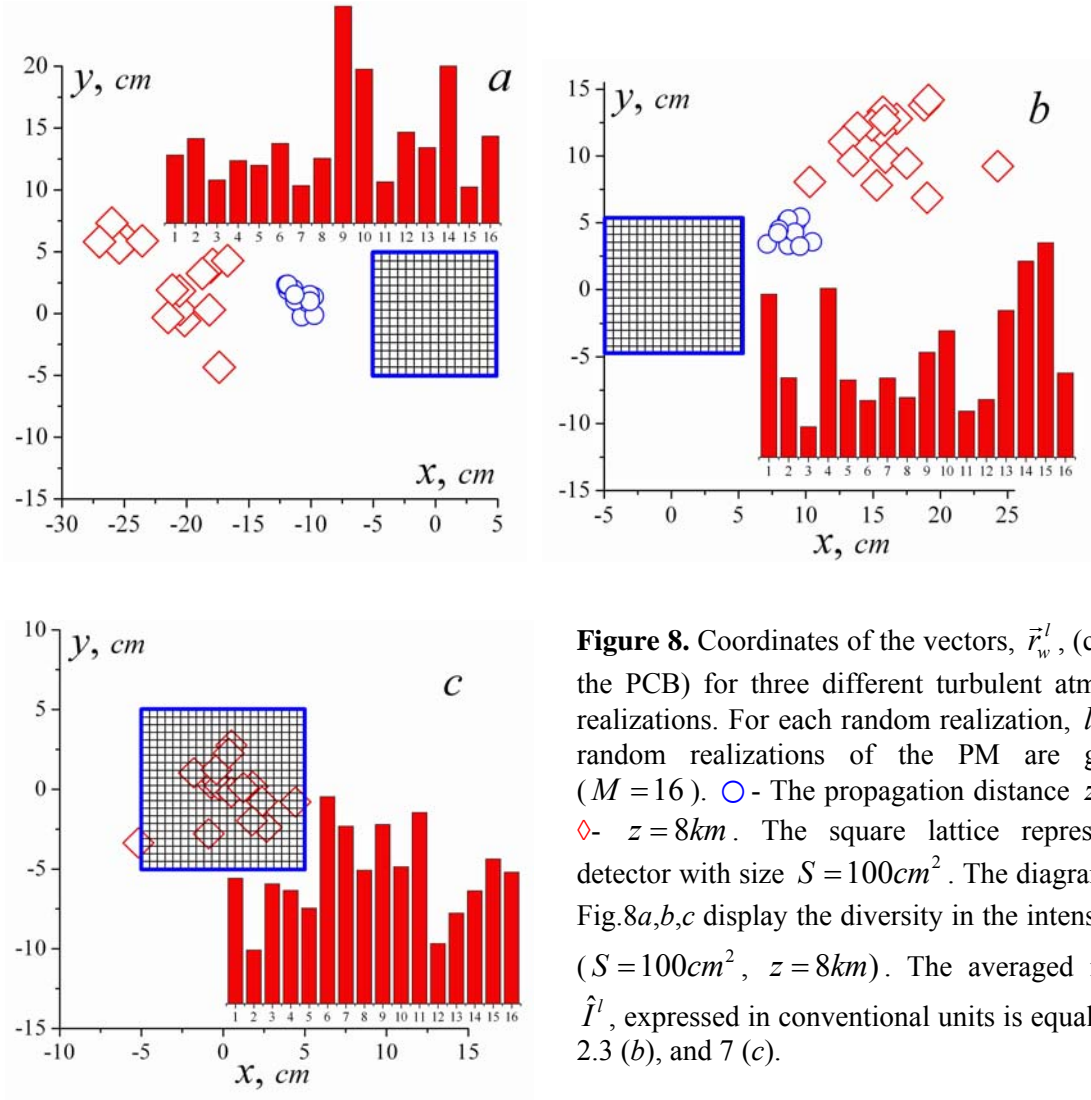 y, cm
a
20
15
10
5
0
-5
-10
-15
1 2 3 4 5 6 7 8 9 10 11 12 13 14 15 16
x, cm
-30 -25 -20 -15 -10 -5 0 5
y, cm
b
15
10
5
0
-5
-10
-15
1 2 3 4 5 6 7 8 9 10 11 12 13 14 15 16
-5 0 5 10 15 20 25
x, cm
y, cm
c
10
5
0
-5
-10
-15
1 2 3 4 5 6 7 8 9 10 11 12 13 14 15 16
-10 -5 0 5 10 15
x, cm
Figure 8. Coordinates of the vectors, r⃗_w^l, (c
the PCB) for three different turbulent atm
realizations. For each random realization, l
random realizations of the PM are g
(M = 16). ○ - The propagation distance z
◊- z = 8km. The square lattice repres
detector with size S = 100cm². The diagra
Fig.8a,b,c display the diversity in the intens
(S = 100cm², z = 8km). The averaged
Î^l, expressed in conventional units is equal
2.3 (b), and 7 (c).